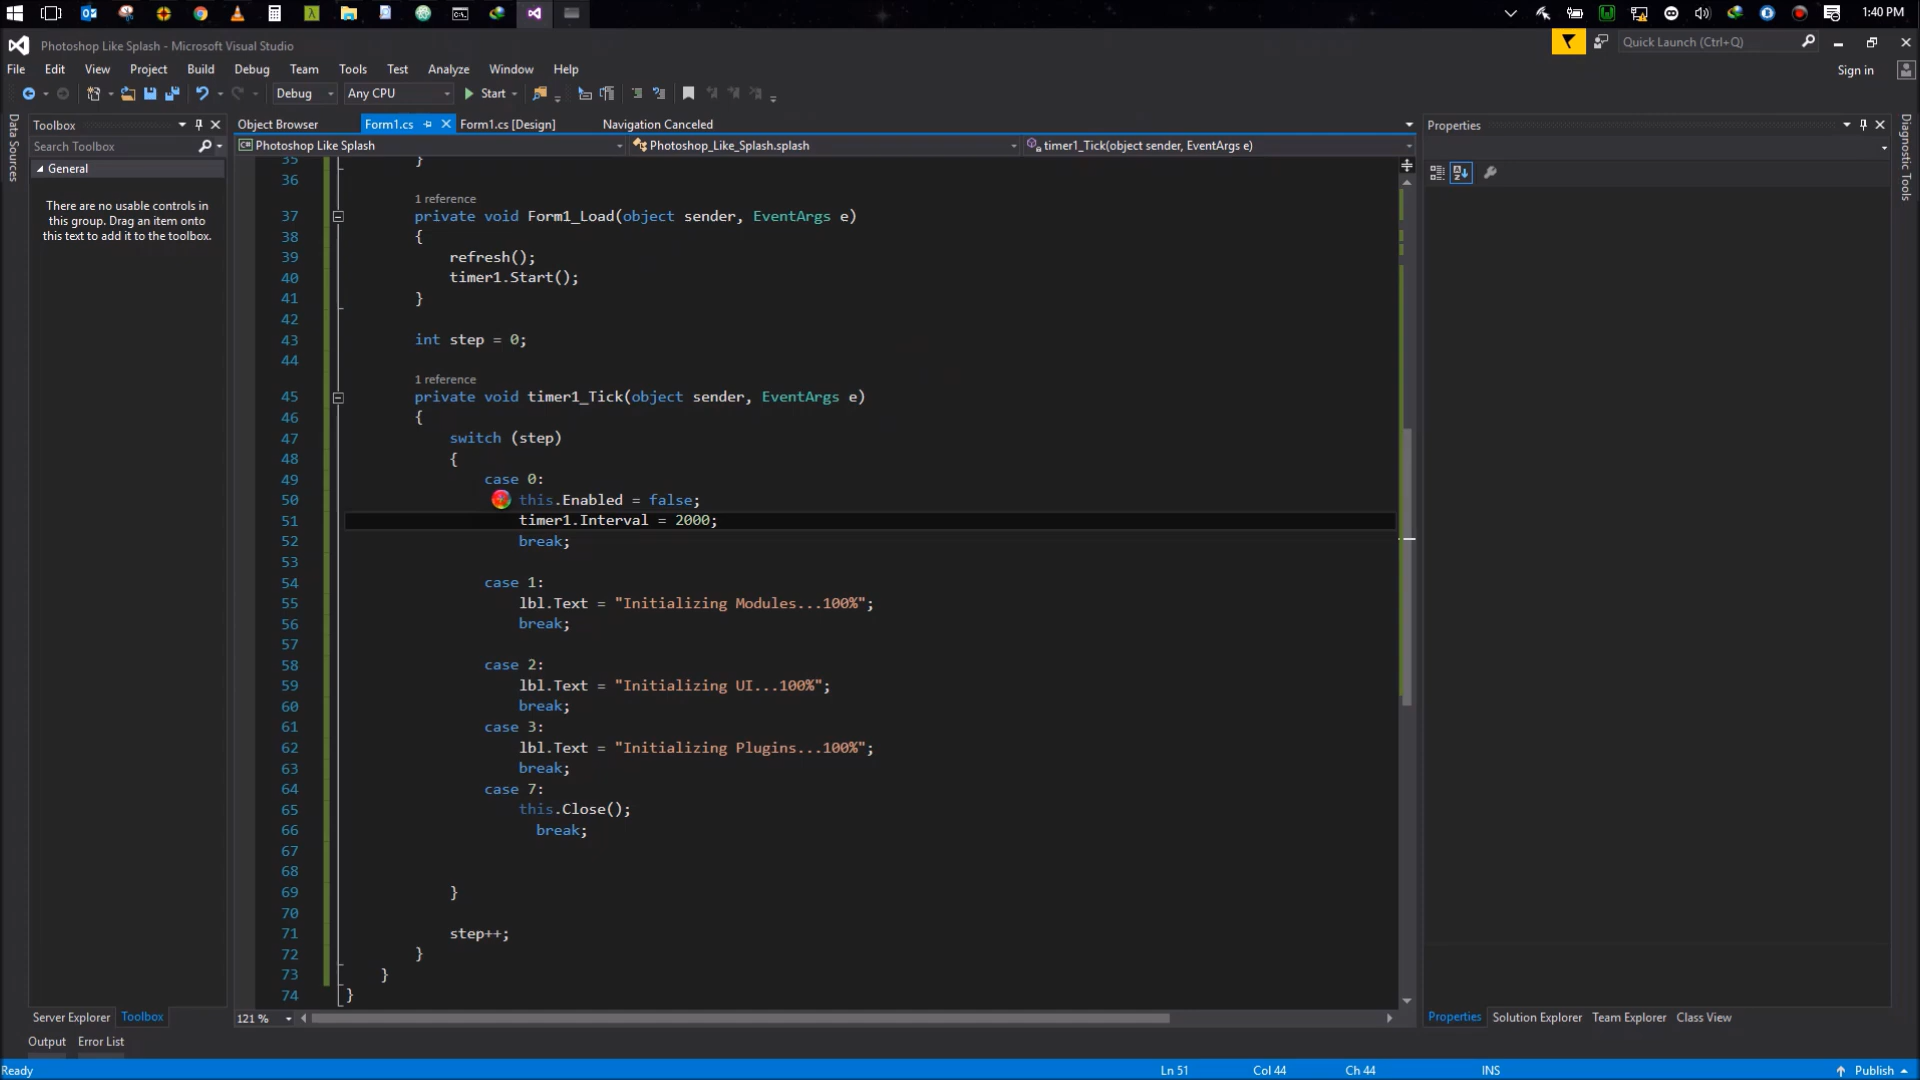 1:40 PM
Photoshop Like Splash - Microsoft Visual Studio
Quick Launch (Ctrl+Q)
File Edit View Project Build Debug Team Tools Test Analyze Window Help
Sign in
Debug Any CPU Start
Data Sources
Toolbox
Search Toolbox
General
There are no usable controls in
this group. Drag an item onto
this text to add it to the toolbox.
Object Browser Form1.cs Form1.cs [Design] Navigation Canceled
Photoshop Like Splash Photoshop_Like_Splash.splash timer1_Tick(object sender, EventArgs e)
35 }
36
1 reference
37 private void Form1_Load(object sender, EventArgs e)
38 {
39 refresh();
40 timer1.Start();
41 }
42
43 int step = 0;
44
1 reference
45 private void timer1_Tick(object sender, EventArgs e)
46 {
47 switch (step)
48 {
49 case 0:
50 this.Enabled = false;
51 timer1.Interval = 2000;
52 break;
53
54 case 1:
55 lbl.Text = "Initializing Modules...100%";
56 break;
57
58 case 2:
59 lbl.Text = "Initializing UI...100%";
60 break;
61 case 3:
62 lbl.Text = "Initializing Plugins...100%";
63 break;
64 case 7:
65 this.Close();
66 break;
67
68
69 }
70
71 step++;
72 }
73 }
74 }
121 %
Properties
Diagnostic Tools
Server Explorer Toolbox
Properties Solution Explorer Team Explorer Class View
Output Error List
Ready Ln 51 Col 44 Ch 44 INS Publish